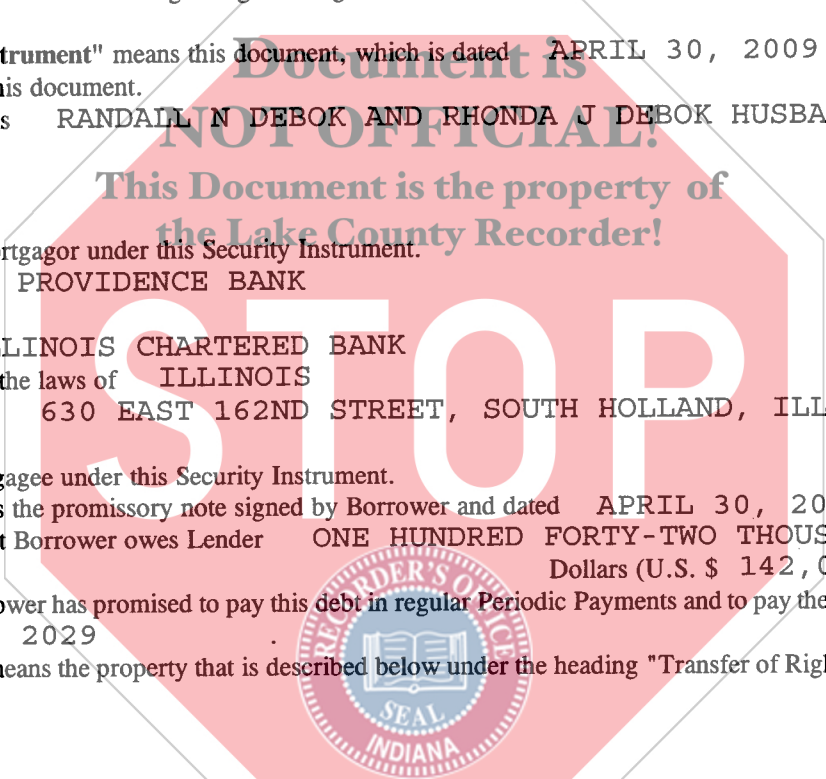 trument" means this document, which is dated APRIL 30, 2009
is document.
s RANDALL N DEBOK AND RHONDA J DEBOK HUSBA
rtgagor under this Security Instrument.
PROVIDENCE BANK
LINOIS CHARTERED BANK
the laws of ILLINOIS
630 EAST 162ND STREET, SOUTH HOLLAND, ILL
gagee under this Security Instrument.
s the promissory note signed by Borrower and dated APRIL 30, 20
t Borrower owes Lender ONE HUNDRED FORTY-TWO THOUS
Dollars (U.S. $ 142,0
ower has promised to pay this debt in regular Periodic Payments and to pay the
2029 .
eans the property that is described below under the heading "Transfer of Righ
Document is
NOT OFFICIAL!
This Document is the property of
the Lake County Recorder!
STOP
RECORDER'S OFFICE
SEAL
INDIANA